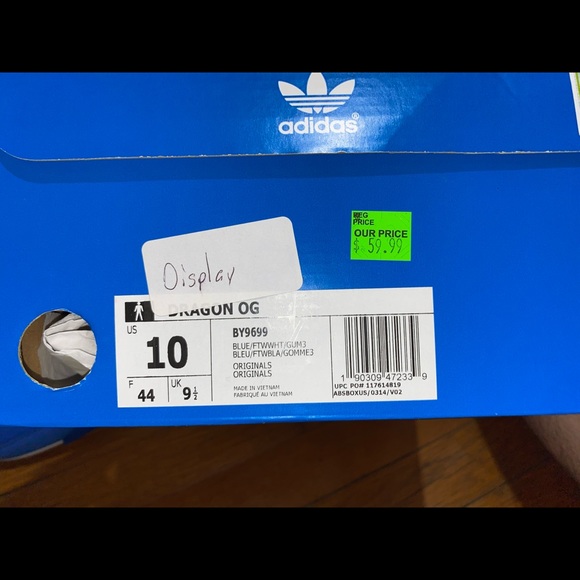 adidas®
REG
PRICE
OUR PRICE
$ 59.99
Display
DRAGON OG
US
10
F
44
UK
9½
BY9699
BLUE/FTWWHT/GUM3
BLEU/FTWBLA/GOMME3
ORIGINALS
ORIGINALS
MADE IN VIETNAM
FABRIQUÉ AU VIETNAM
1 90309 47233 9
UPC PO# 117614819
ABSBOXUS/0314/V02